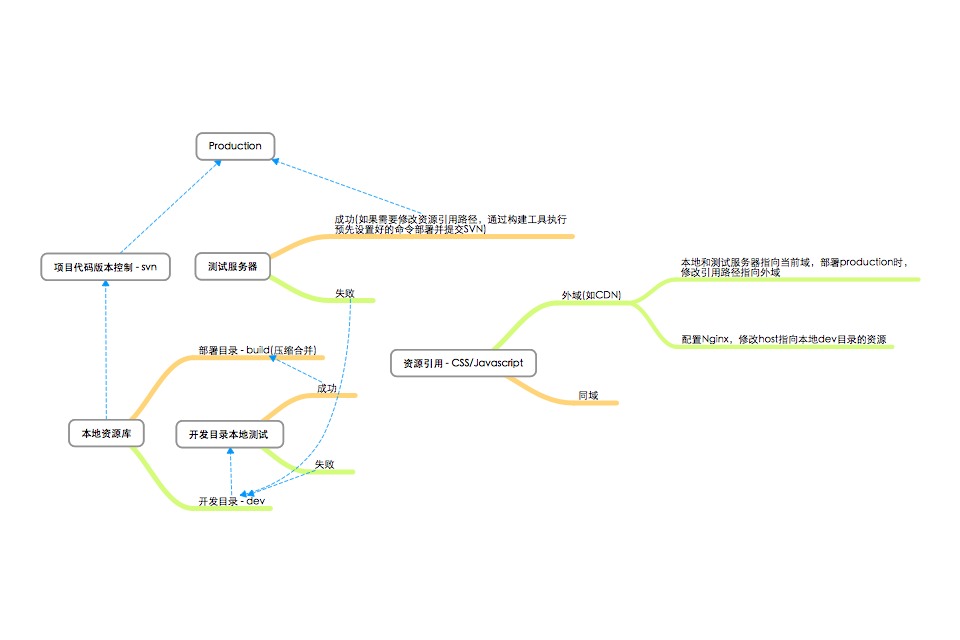 Production
成功(如果需要修改资源引用路径，通过构建工具执行
预先设置好的命令部署并提交SVN)
项目代码版本控制 - svn
测试服务器
失败
本地和测试服务器指向当前域，部署production时，
修改引用路径指向外域
外域(如CDN)
配置Nginx，修改host指向本地dev目录的资源
部署目录 - build(压缩合并)
资源引用 - CSS/Javascript
成功
同域
本地资源库
开发目录本地测试
失败
开发目录 - dev